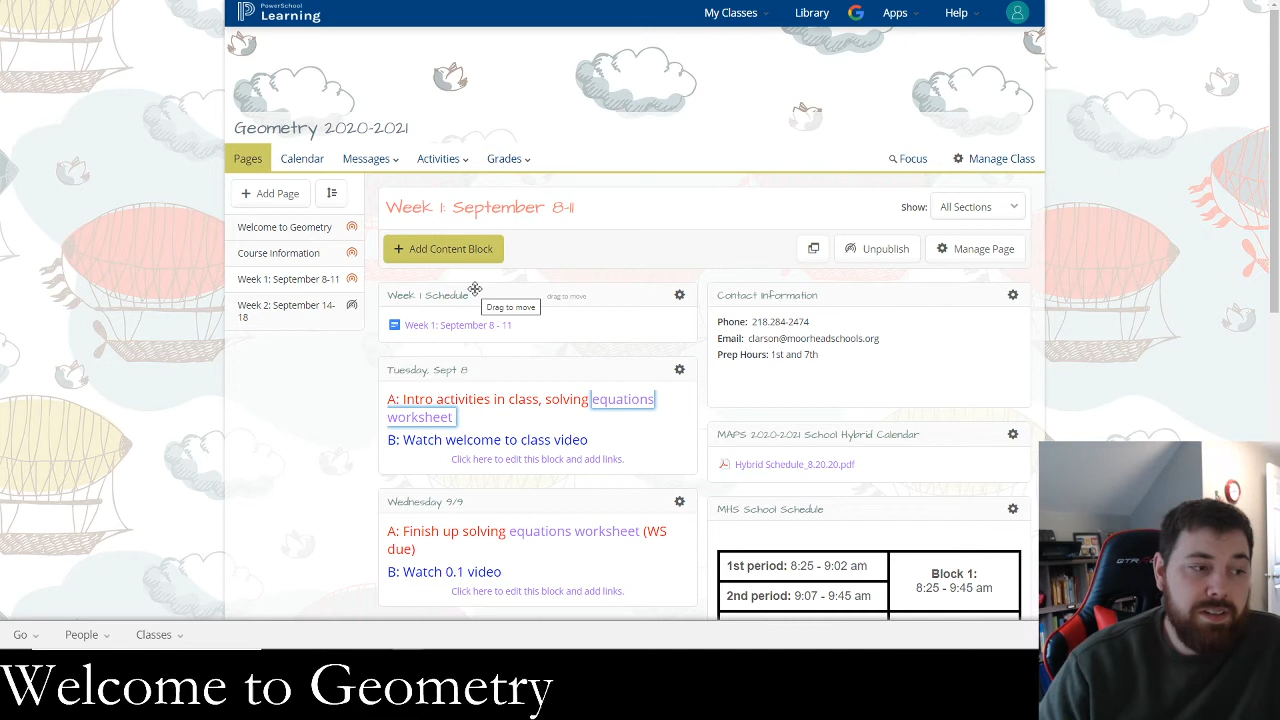 PowerSchool
Learning
My Classes
Library
Apps
Help
Geometry 2020-2021
Pages
Calendar
Messages
Activities
Grades
Focus
Manage Class
+ Add Page
Welcome to Geometry
Course Information
Week 1: September 8-11
Week 2: September 14-
18
Week 1: September 8-11
Show:
All Sections
+ Add Content Block
Unpublish
Manage Page
Week 1 Schedule
drag to move
Drag to move
Week 1: September 8 - 11
Tuesday, Sept 8
A: Intro activities in class, solving equations
worksheet
B: Watch welcome to class video
Click here to edit this block and add links.
Wednesday 9/9
A: Finish up solving equations worksheet (WS
due)
B: Watch 0.1 video
Click here to edit this block and add links.
Contact Information
Phone: 218.284-2474
Email: clarson@moorheadschools.org
Prep Hours: 1st and 7th
MAPS 2020-2021 School Hybrid Calendar
Hybrid Schedule_8.20.20.pdf
MHS School Schedule
1st period: 8:25 - 9:02 am
2nd period: 9:07 - 9:45 am
Block 1:
8:25 - 9:45 am
Go
People
Classes
GTR
Welcome to Geometry